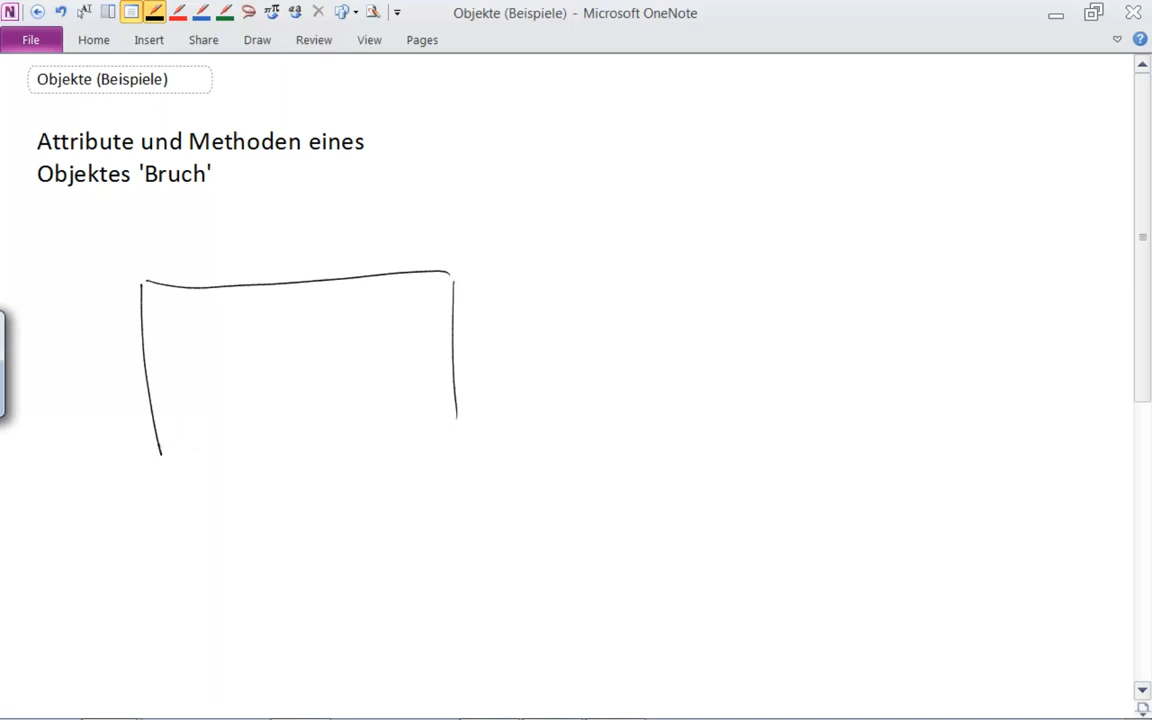 Objekte (Beispiele) - Microsoft OneNote
File Home Insert Share Draw Review View Pages
Objekte (Beispiele)
Attribute und Methoden eines
Objektes 'Bruch'